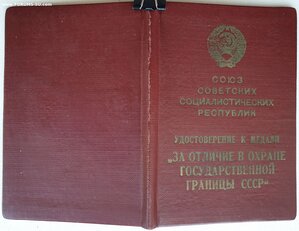 СОЮЗ
СОВЕТСКИХ
СОЦИАЛИСТИЧЕСКИХ
РЕСПУБЛИК
УДОСТОВЕРЕНИЕ К МЕДАЛИ
„ЗА ОТЛИЧИЕ В ОХРАНЕ
ГОСУДАРСТВЕННОЙ
ГРАНИЦЫ СССР“